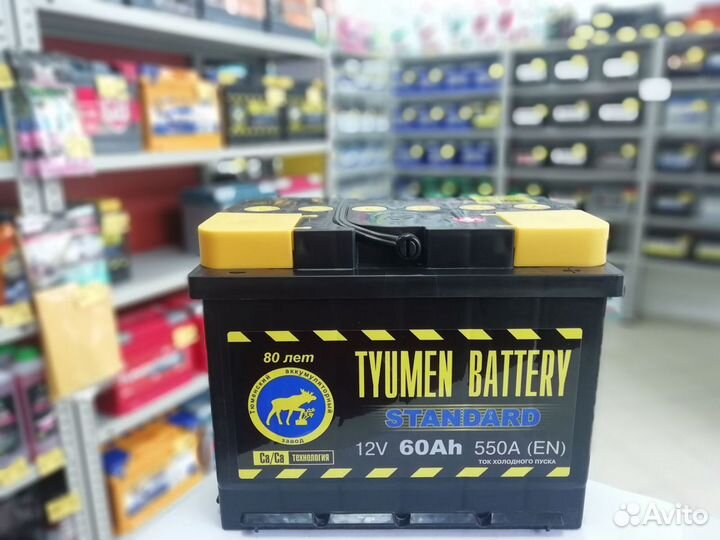 80 лет
TYUMEN BATTERY
Тюменский аккумуляторный
завод
STANDARD
12V 60Ah 550A (EN)
ТОК ХОЛОДНОГО ПУСКА
Ca/Ca ТЕХНОЛОГИЯ
Avito